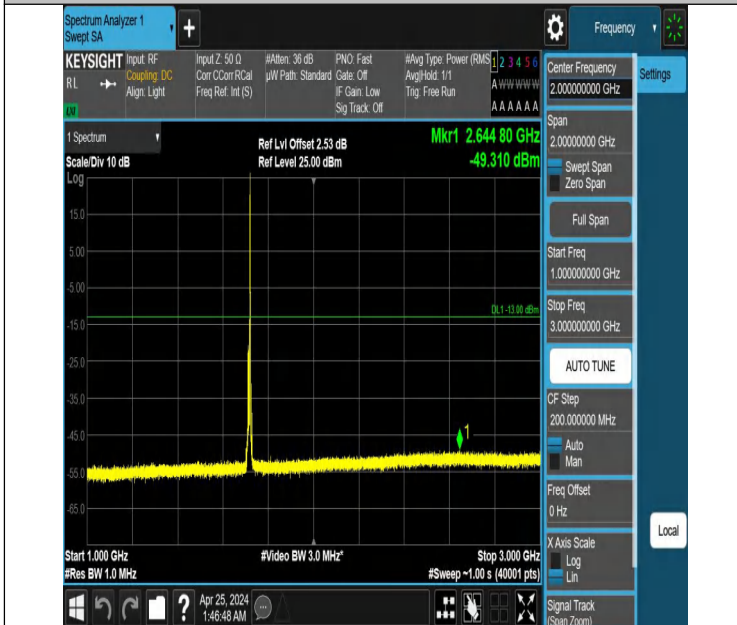 Spectrum Analyzer 1
Swept SA
+
Frequency
KEYSIGHT
RL
Input: RF
Coupling: DC
Align: Light
Input Z: 50 Ω
Corr CCorr RCal
Freq Ref: Int (S)
#Atten: 36 dB
µW Path: Standard
PNO: Fast
Gate: Off
IF Gain: Low
Sig Track: Off
#Avg Type: Power (RMS
Avg|Hold: 1/1
Trig: Free Run
1 2 3 4 5 6
A W W W W W
A A A A A A
Center Frequency
2.000000000 GHz
Settings
1 Spectrum
Scale/Div 10 dB
Ref Lvl Offset 2.53 dB
Ref Level 25.00 dBm
Mkr1 2.644 80 GHz
-49.310 dBm
Span
2.00000000 GHz
Swept Span
Zero Span
Log
15.0
5.00
-5.00
-15.0
-25.0
-35.0
-45.0
-55.0
-65.0
DL1 -13.00 dBm
1
Full Span
Start Freq
1.000000000 GHz
Stop Freq
3.000000000 GHz
AUTO TUNE
CF Step
200.000000 MHz
Auto
Man
Freq Offset
0 Hz
Local
X Axis Scale
Log
Lin
Start 1.000 GHz
#Video BW 3.0 MHz*
Stop 3.000 GHz
#Res BW 1.0 MHz
#Sweep ~1.00 s (40001 pts)
?
Apr 25, 2024
1:46:48 AM
Signal Track
(Span Zoom)